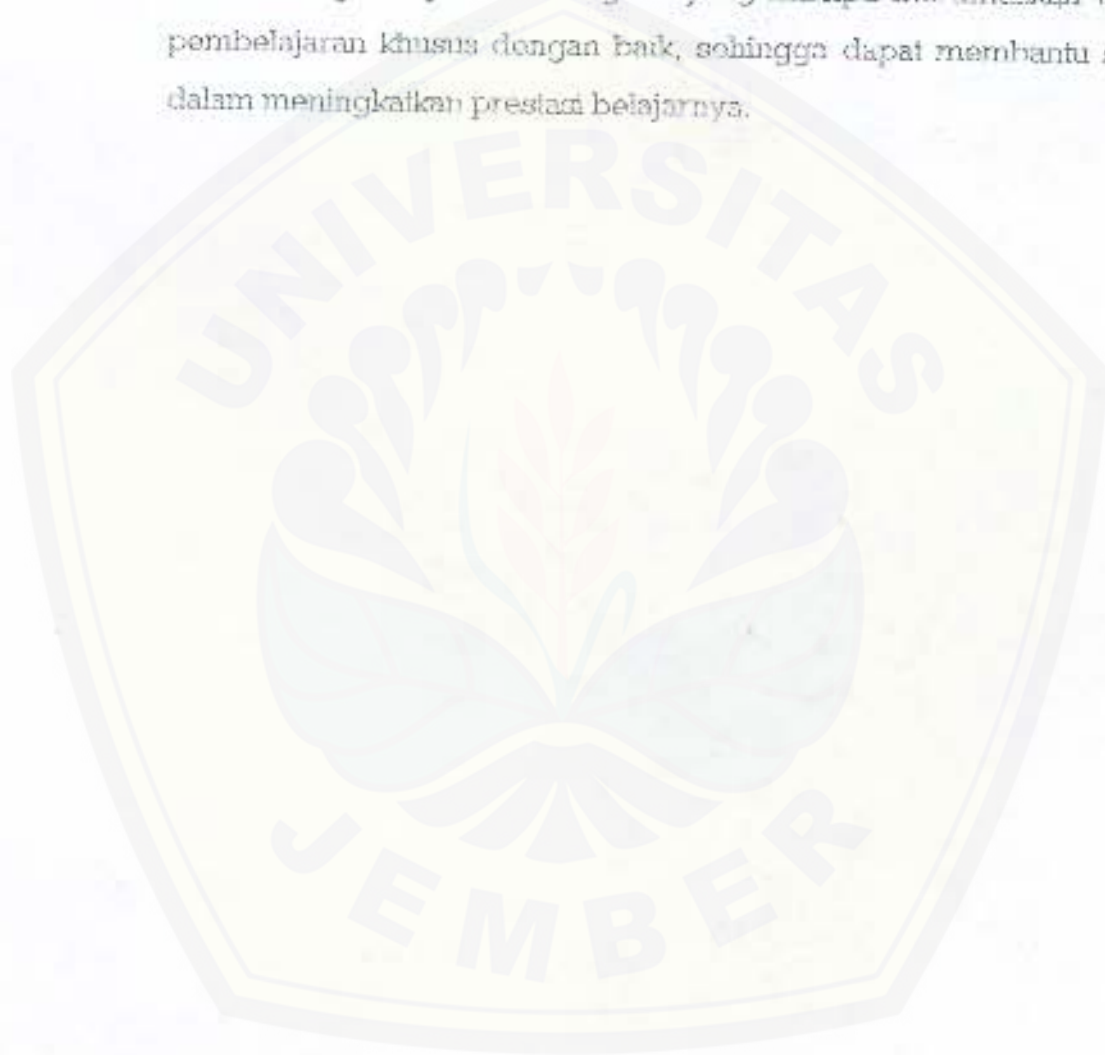 pembelajaran khusus dengan baik, sehingga dapat membantu
dalam meningkatkan prestasi belajarnya.
UNIVERSITAS
JEMBER